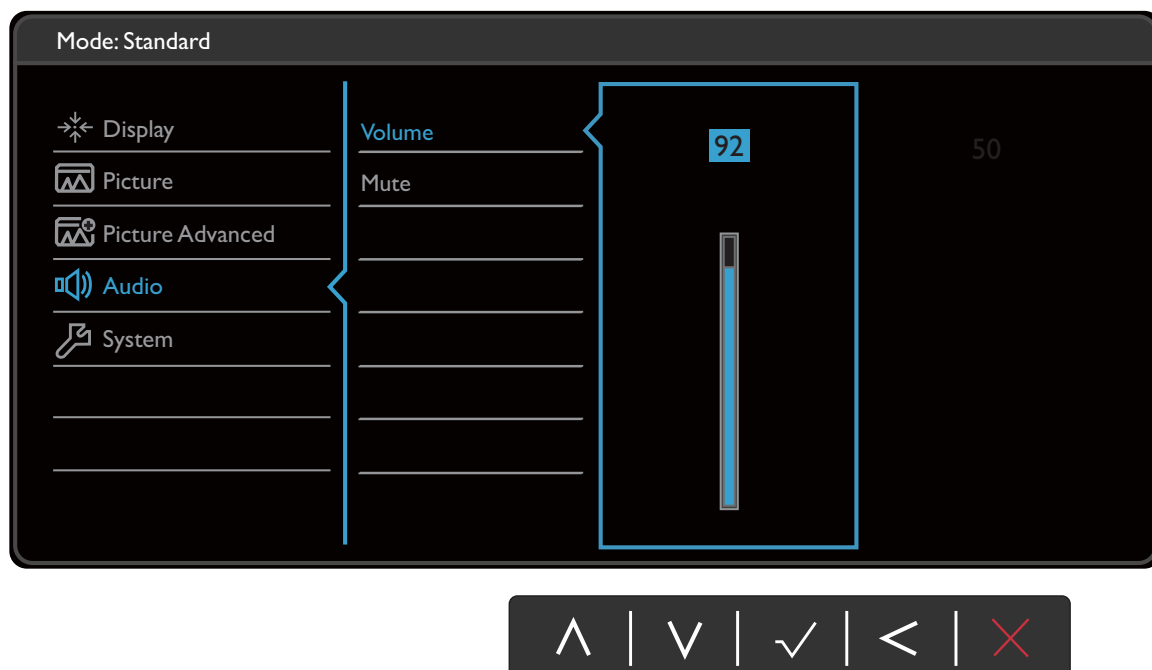 Mode: Standard
Display
Picture
Picture Advanced
Audio
System
Volume
Mute
92
50